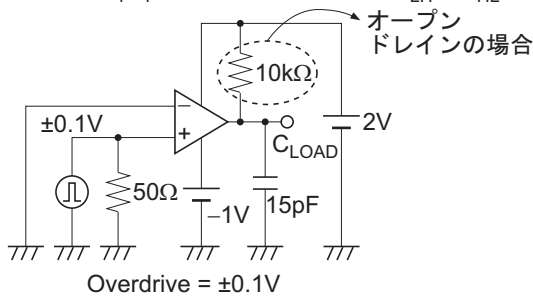 オープン
ドレインの場合
10kΩ
±0.1V
−
+
2V
C_LOAD
50Ω
−1V
15pF
Overdrive = ±0.1V